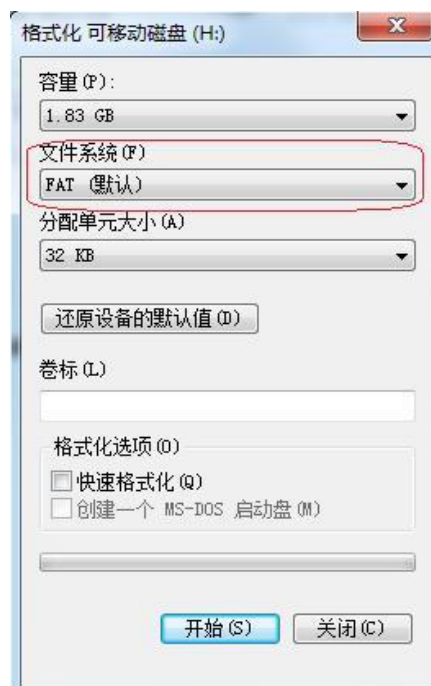 格式化 可移动磁盘 (H:)
容量(P):
1.83 GB
文件系统(F)
FAT (默认)
分配单元大小(A)
32 KB
还原设备的默认值(D)
卷标(L)
格式化选项(O)
快速格式化(Q)
创建一个 MS-DOS 启动盘(M)
开始(S) 关闭(C)